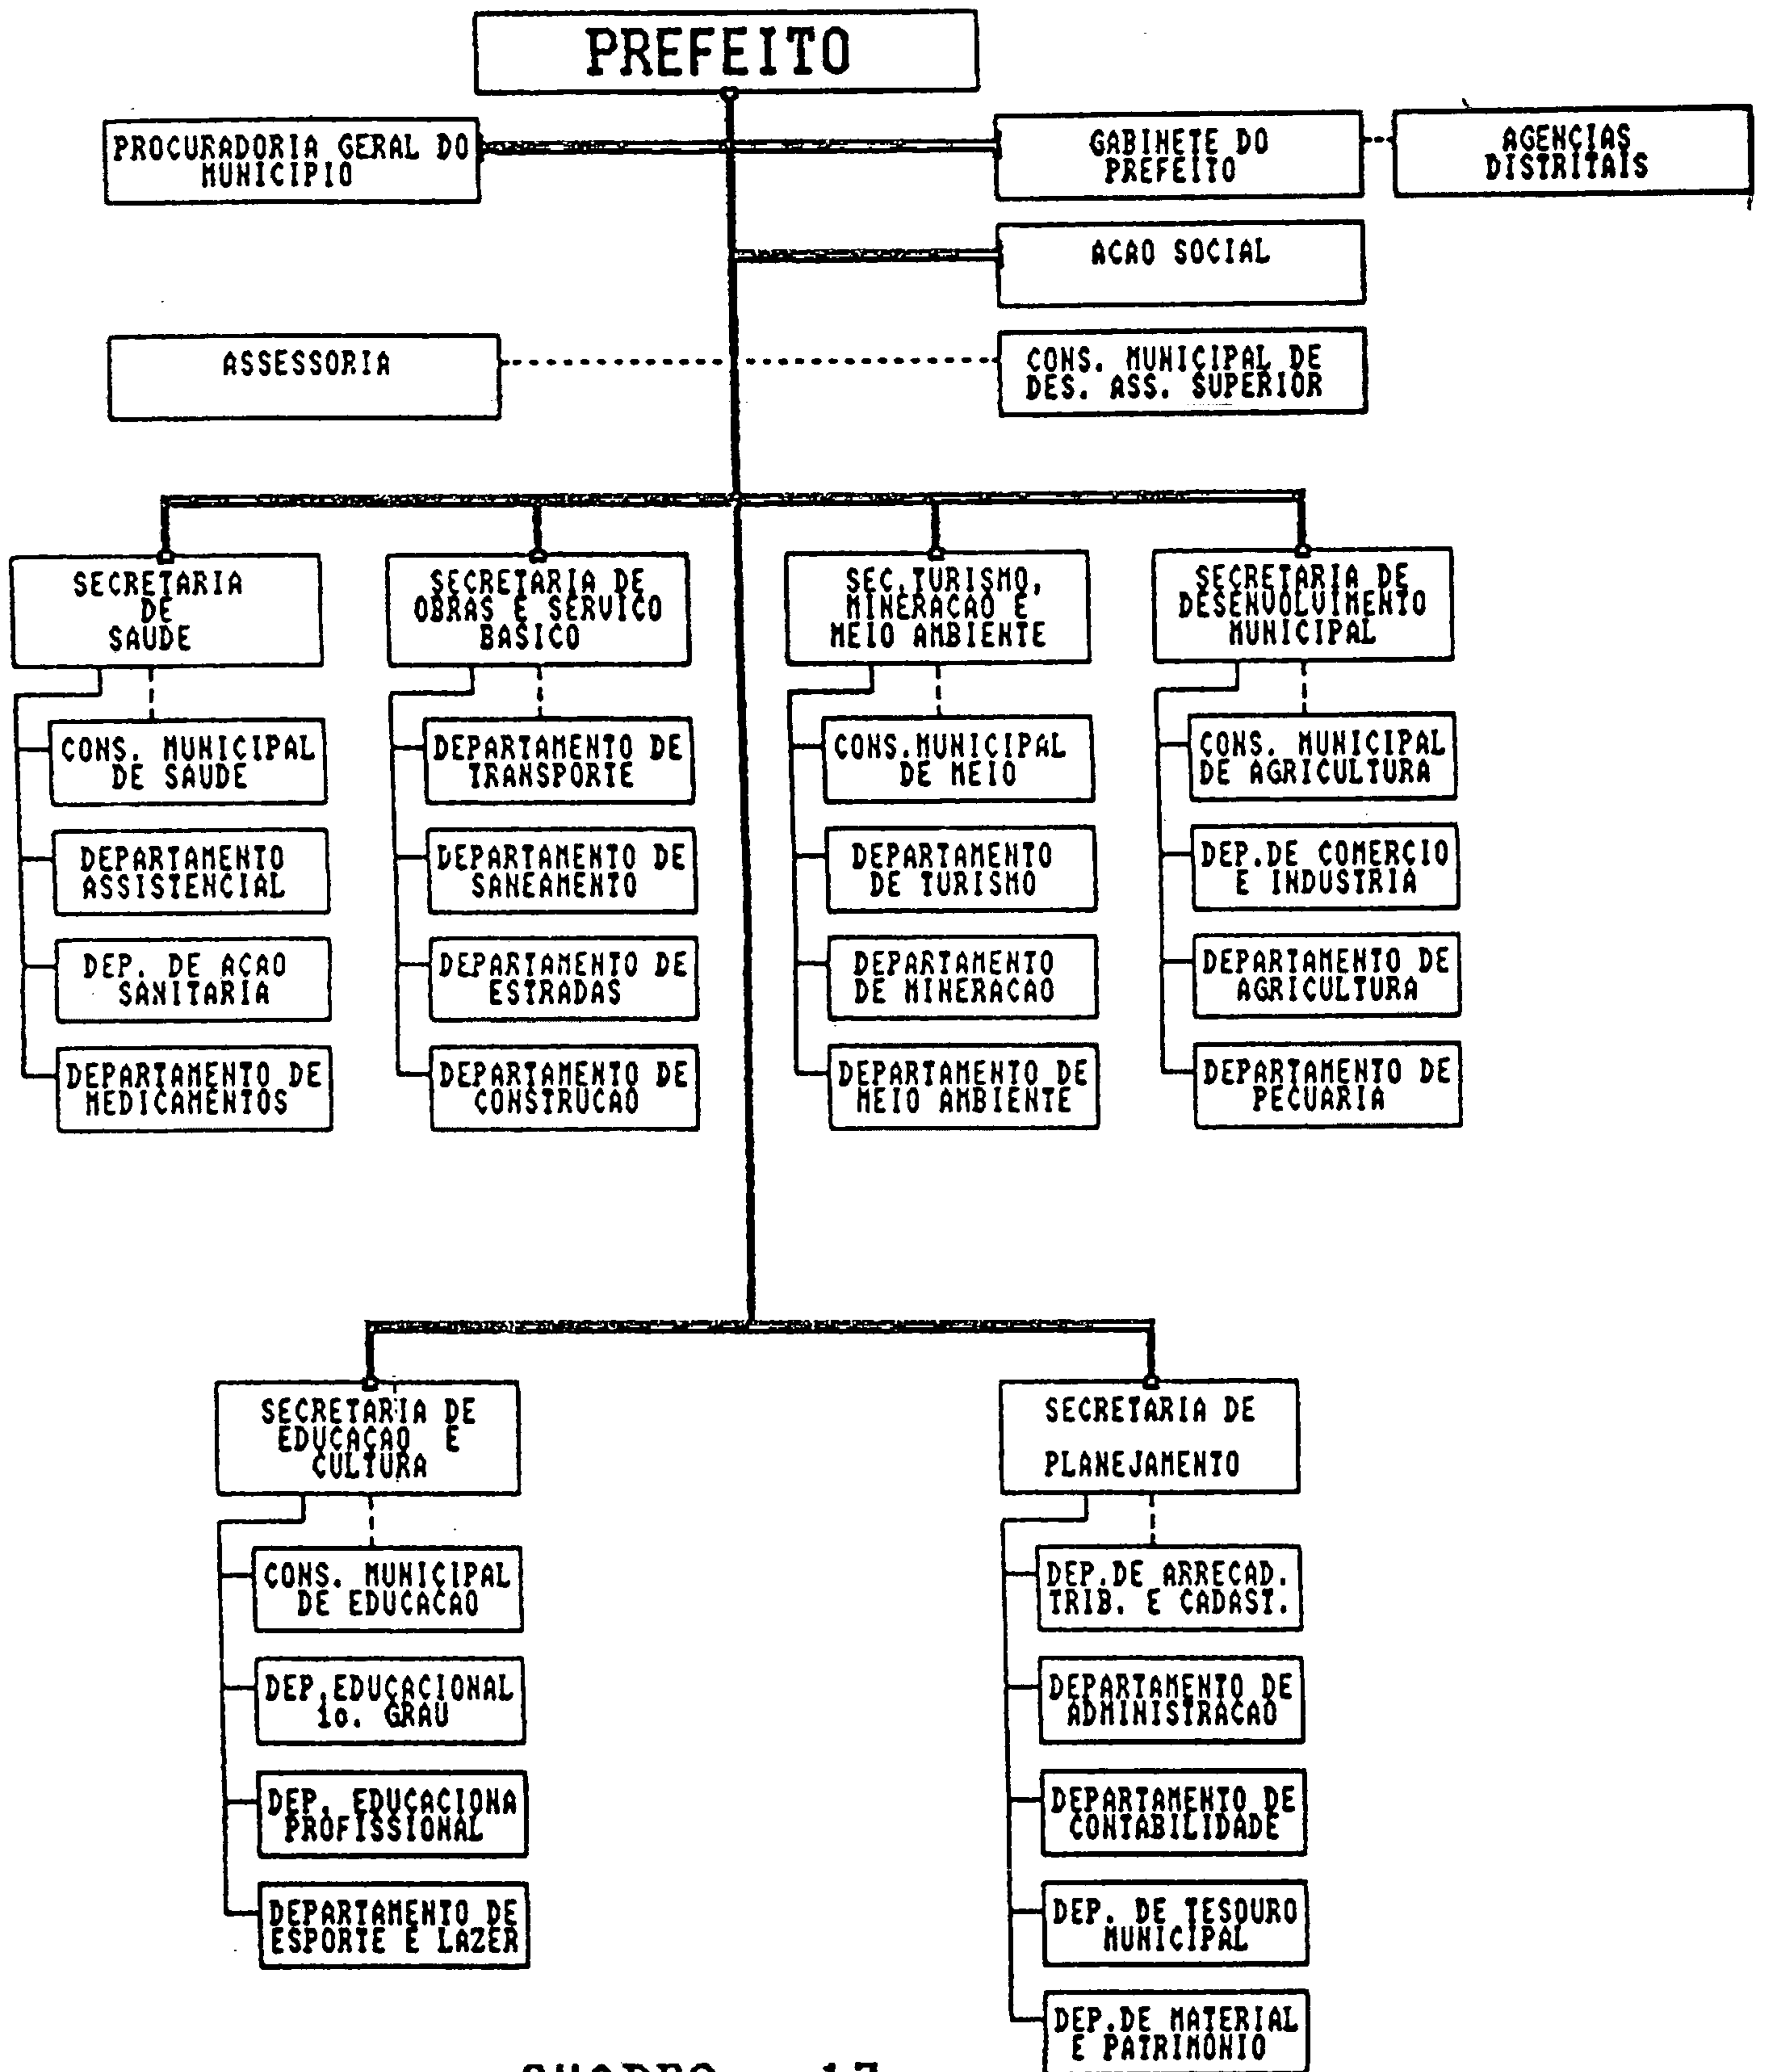 PREFEITO
PROCURADORIA GERAL DO
MUNICIPIO
GABINETE DO
PREFEITO
AGENCIAS
DISTRITAIS
ACAO SOCIAL
ASSESSORIA
CONS. MUNICIPAL DE
DES. ASS. SUPERIOR
SECRETARIA
DE
SAUDE
SECRETARIA DE
OBRAS E SERVICO
BASICO
SEC.TURISMO,
MINERACAO E
MEIO AMBIENTE
SECRETARIA DE
DESENVOLVIMENTO
MUNICIPAL
CONS. MUNICIPAL
DE SAUDE
DEPARTAMENTO
ASSISTENCIAL
DEP. DE ACAO
SANITARIA
DEPARTAMENTO DE
MEDICAMENTOS
DEPARTAMENTO DE
TRANSPORTE
DEPARTAMENTO DE
SANEAMENTO
DEPARTAMENTO DE
ESTRADAS
DEPARTAMENTO DE
CONSTRUCAO
CONS.MUNICIPAL
DE MEIO
DEPARTAMENTO
DE TURISMO
DEPARTAMENTO
DE MINERACAO
DEPARTAMENTO DE
MEIO AMBIENTE
CONS. MUNICIPAL
DE AGRICULTURA
DEP.DE COMERCIO
E INDUSTRIA
DEPARTAMENTO DE
AGRICULTURA
DEPARTAMENTO DE
PECUARIA
SECRETARIA DE
EDUCACAO E
CULTURA
CONS. MUNICIPAL
DE EDUCACAO
DEP.EDUCACIONAL
1o. GRAU
DEP. EDUCACIONA
PROFISSIONAL
DEPARTAMENTO DE
ESPORTE E LAZER
SECRETARIA DE
PLANEJAMENTO
DEP.DE ARRECAD.
TRIB. E CADAST.
DEPARTAMENTO DE
ADMINISTRACAO
DEPARTAMENTO DE
CONTABILIDADE
DEP. DE TESOURO
MUNICIPAL
DEP.DE MATERIAL
E PATRIMONIO